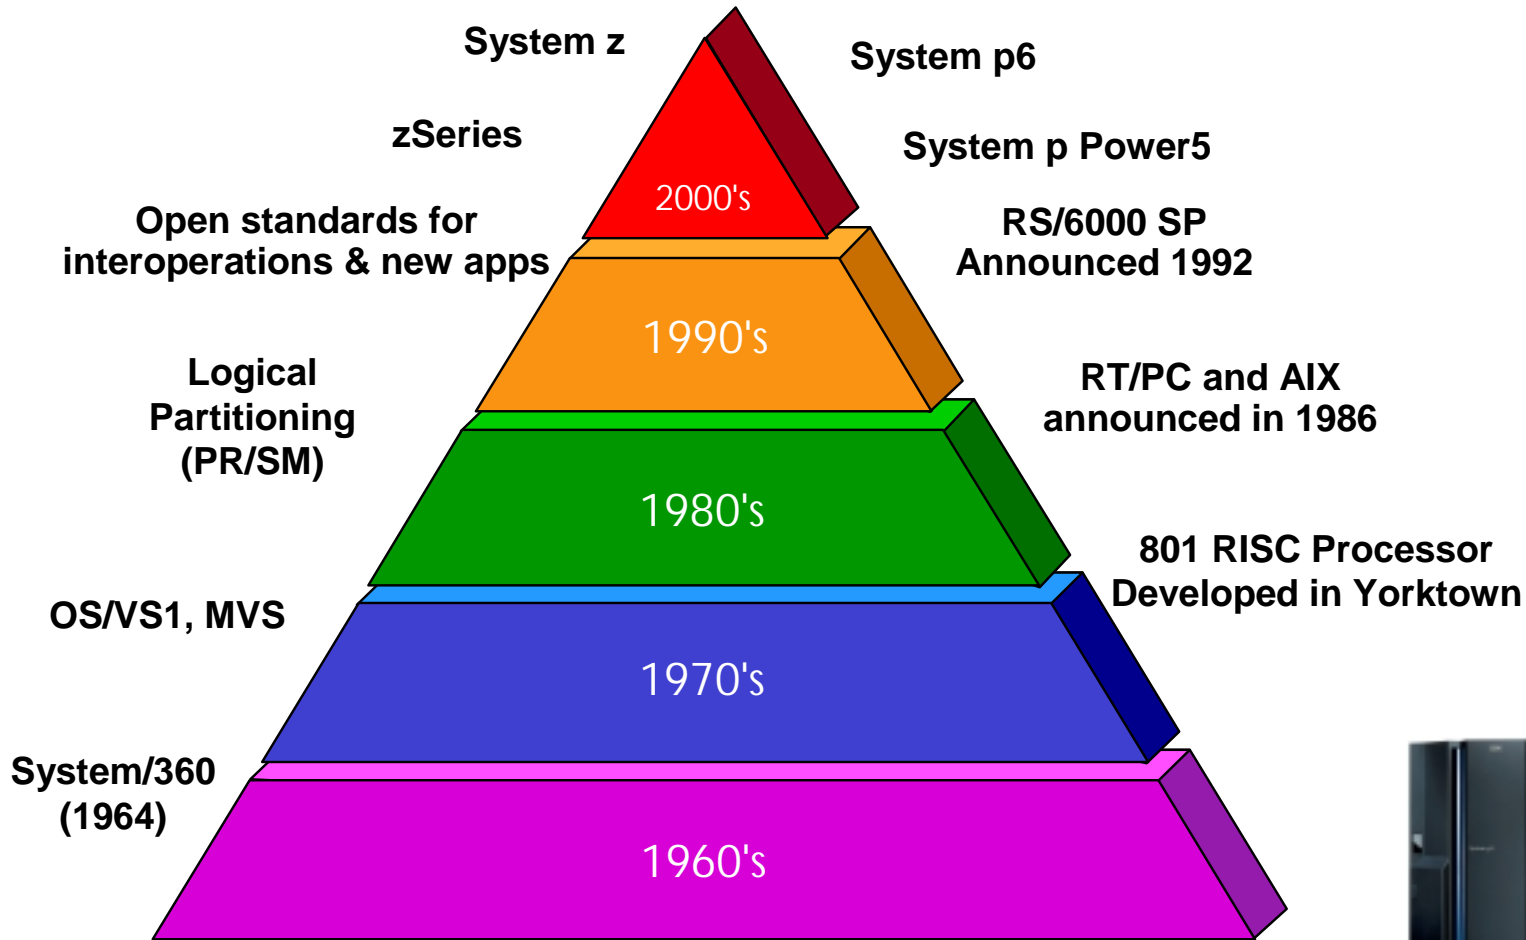 System z
System p6
zSeries
System p Power5
2000's
Open standards for
interoperations & new apps
RS/6000 SP
Announced 1992
1990's
Logical
Partitioning
(PR/SM)
RT/PC and AIX
announced in 1986
1980's
801 RISC Processor
Developed in Yorktown
OS/VS1, MVS
1970's
System/360
(1964)
1960's